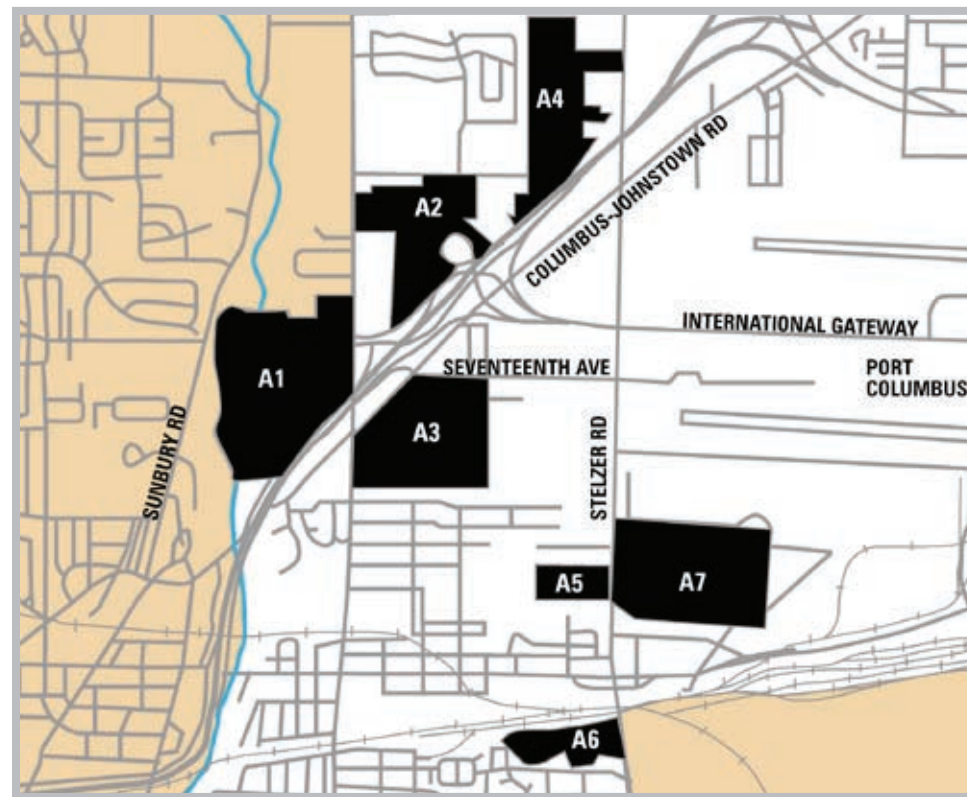 A4
COLUMBUS-JOHNSTOWN RD
A2
INTERNATIONAL GATEWAY
SEVENTEENTH AVE
PORT
COLUMBUS
A1
A3
SUNBURY RD
STELZER RD
A5
A7
A6